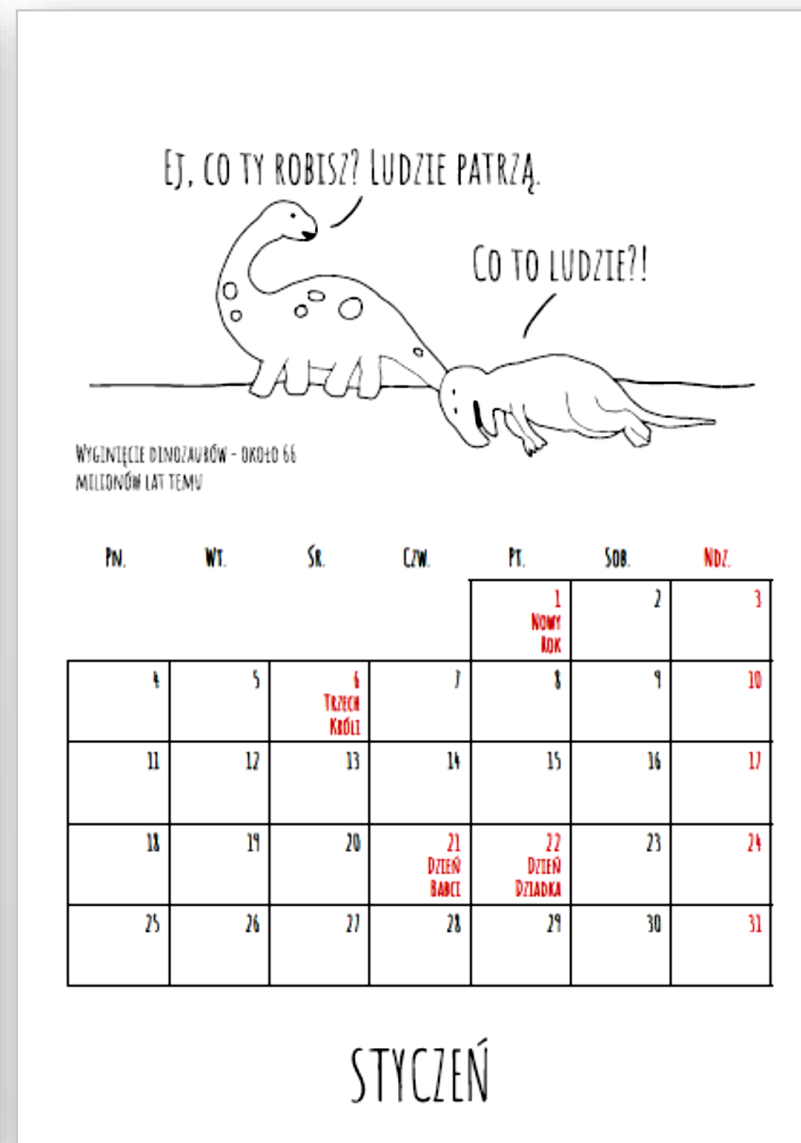 Ej, co ty robisz? Ludzie patrzą.
Co to ludzie?!
Wyginięcie dinozaurów - około 66
milionów lat temu
Pn. Wt. Śr. Czw. Pt. Sob. Ndz.
1 2 3
Nowy
Rok
4 5 6 7 8 9 10
Trzech
Króli
11 12 13 14 15 16 17
18 19 20 21 22 23 24
Dzień Dzień
Babci Dziadka
25 26 27 28 29 30 31
STYCZEŃ